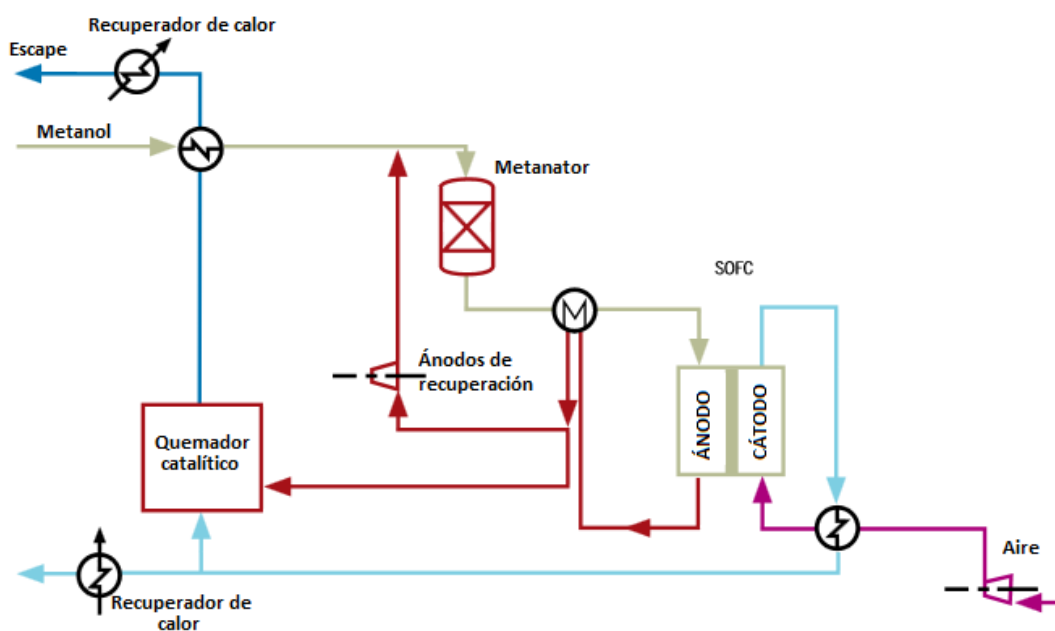 Recuperador de calor
Escape
Metanol
Metanator
SOFC
Ánodos de
recuperación
ÁNODO
CÁTODO
Quemador
catalítico
Aire
Recuperador de
calor